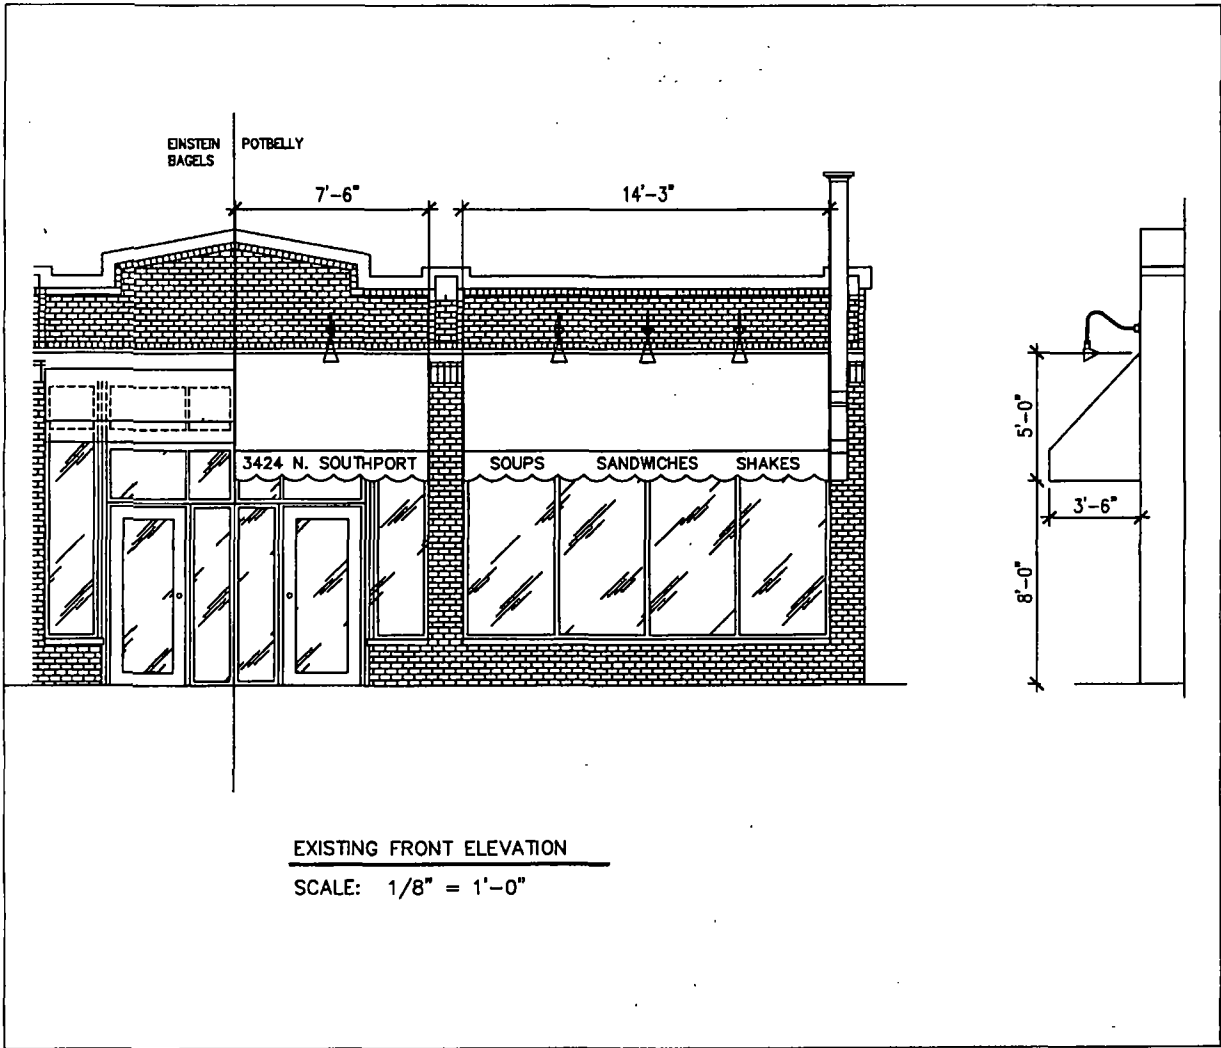 EINSTEIN BAGELS
POTBELLY
7'-6"
14'-3"
5'-0"
3424 N. SOUTHPORT
SOUPS SANDWICHES SHAKES
3'-6"
8'-0"
EXISTING FRONT ELEVATION
SCALE: 1/8" = 1'-0"